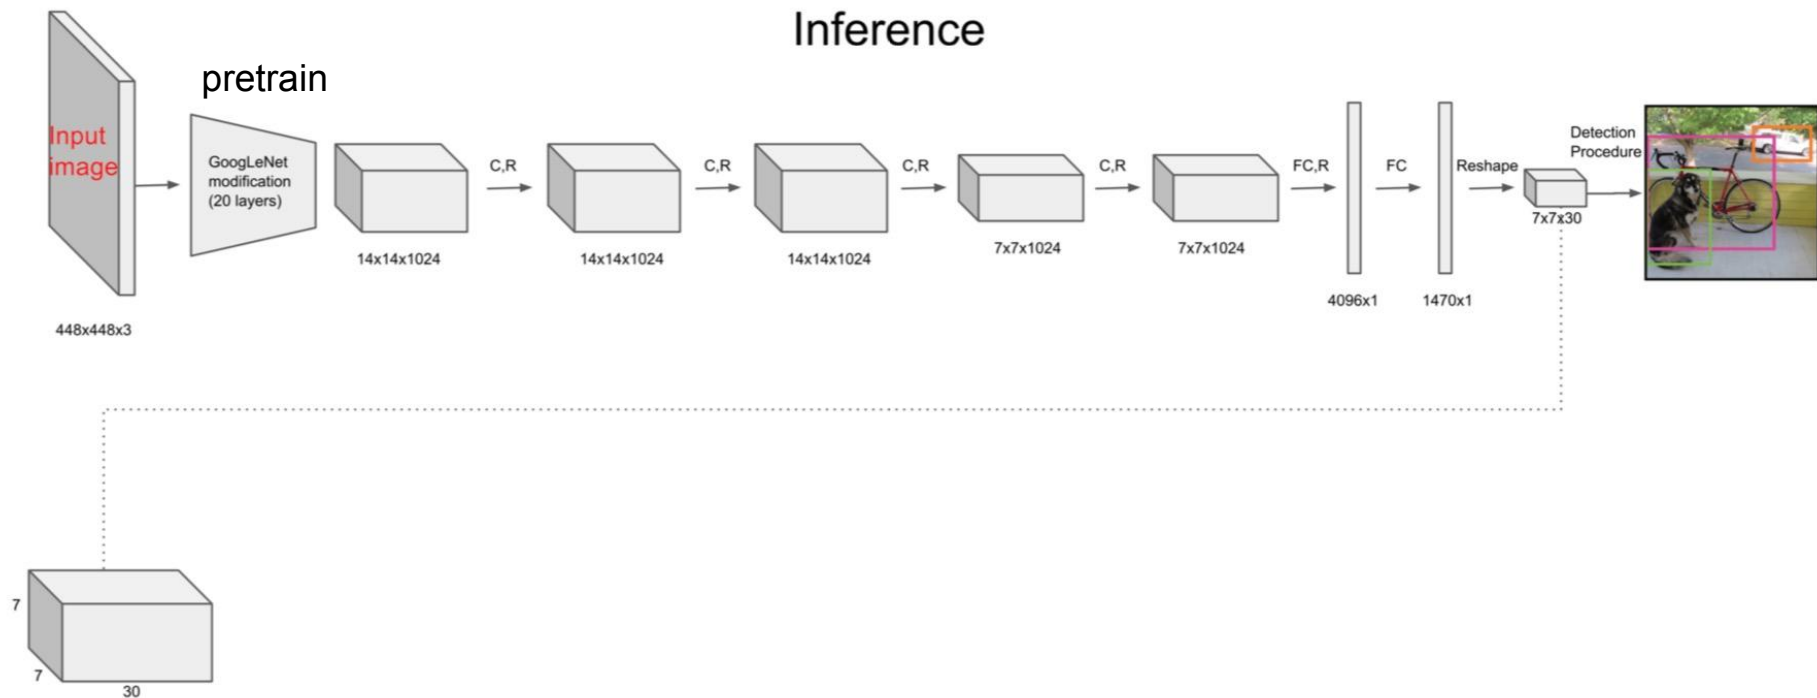 Inference
pretrain
Input
image
448x448x3
GoogLeNet
modification
(20 layers)
14x14x1024
C,R
14x14x1024
C,R
14x14x1024
C,R
7x7x1024
C,R
7x7x1024
FC,R
4096x1
FC
1470x1
Reshape
7x7x30
Detection
Procedure
7
7
30